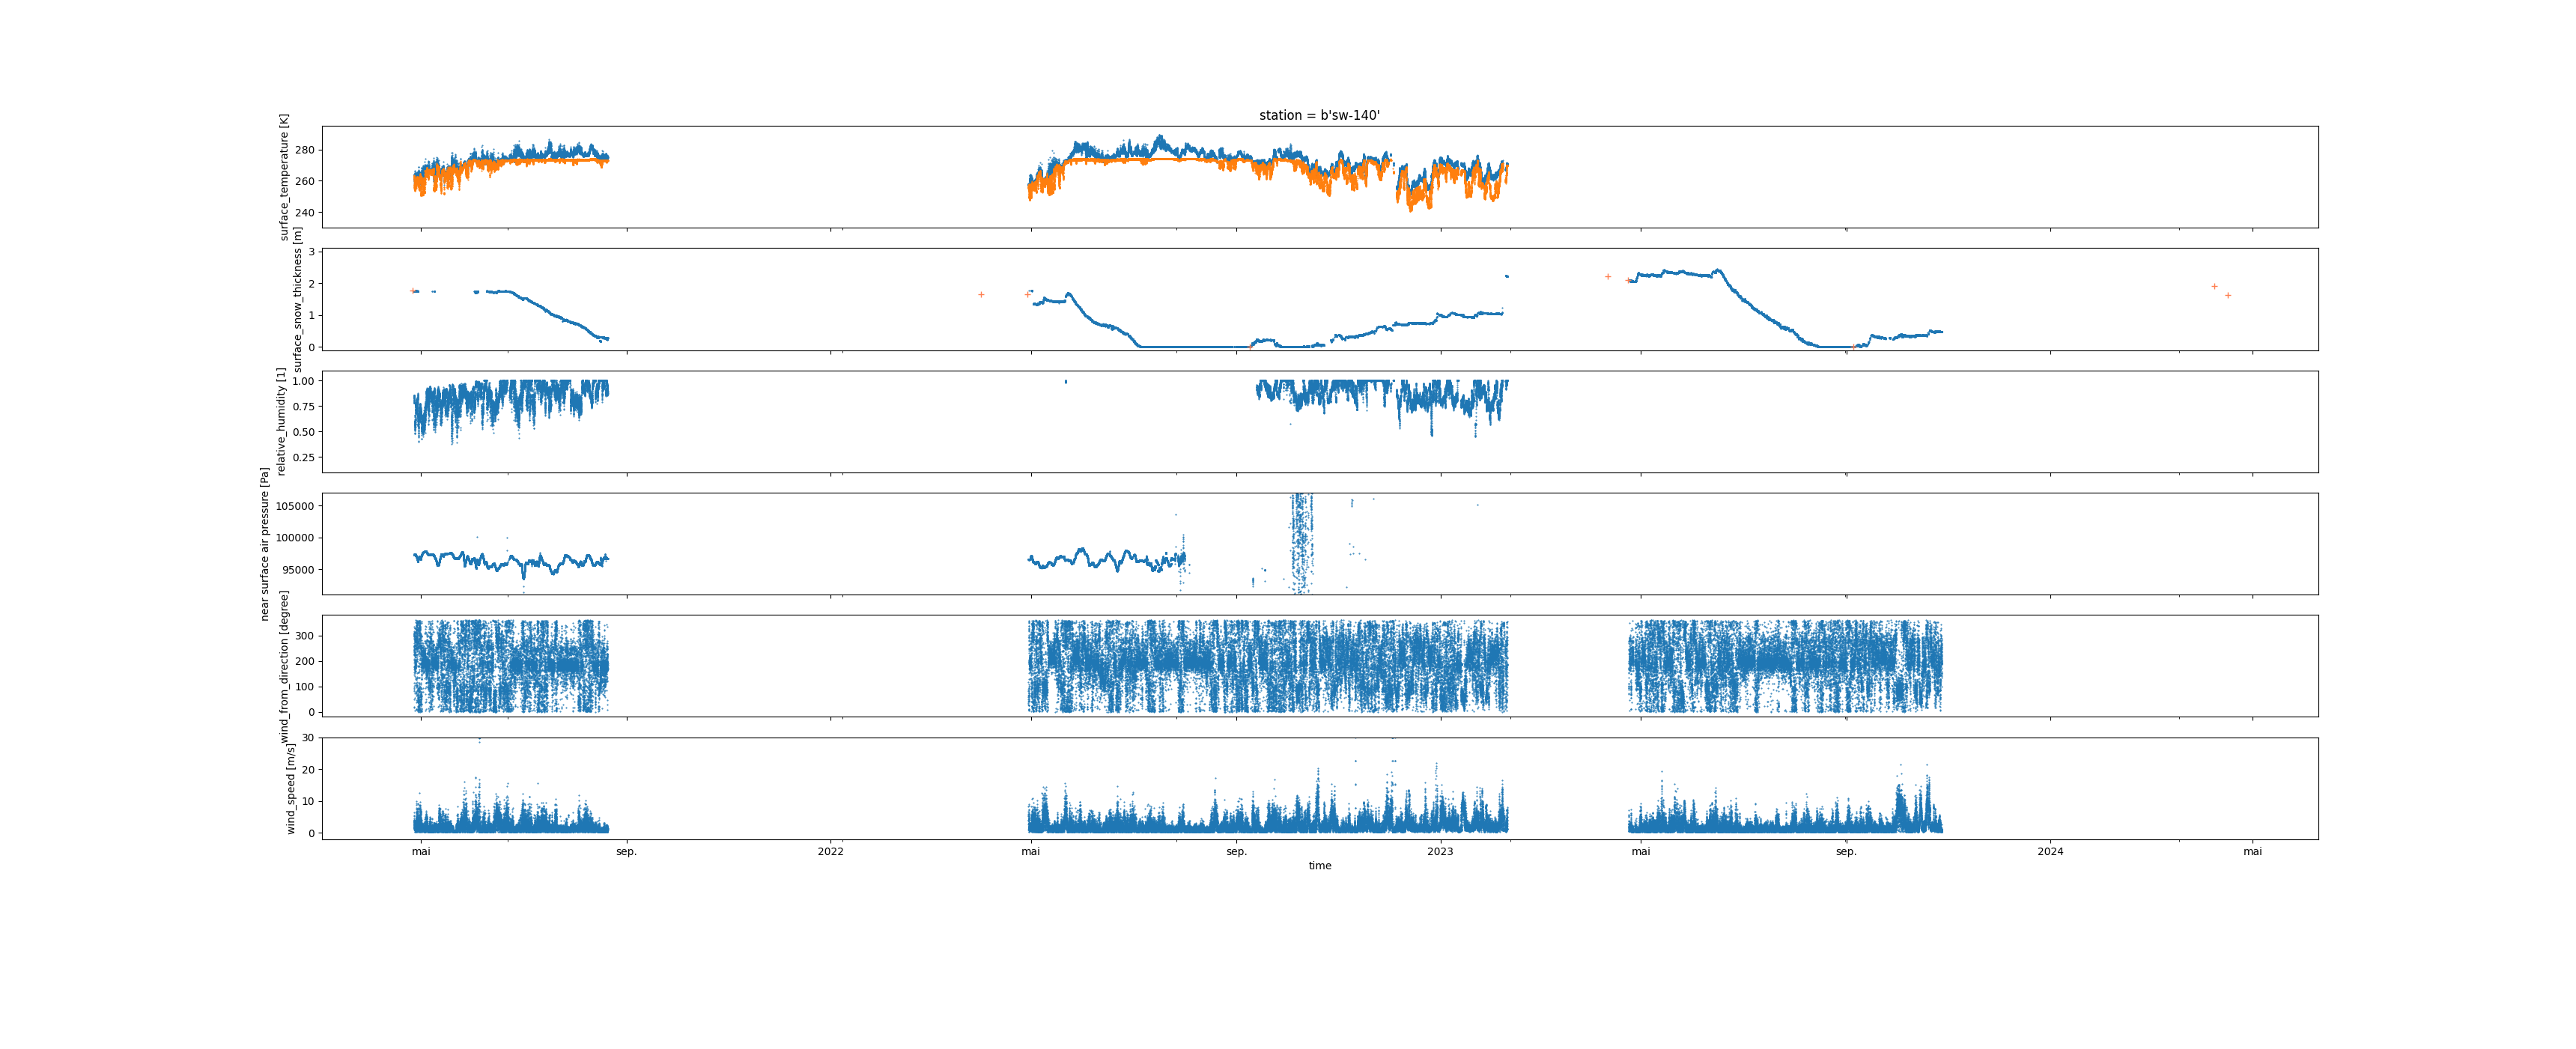 station = b'sw-140'
surface_temperature [K]
280
260
240
surface_snow_thickness [m]
3
2
1
0
relative_humidity [1]
1.00
0.75
0.50
0.25
near surface air pressure [Pa]
105000
100000
95000
wind_from_direction [degree]
300
200
100
0
wind_speed [m/s]
30
20
10
0
mai sep. 2022 mai sep. 2023 mai sep. 2024 mai
time